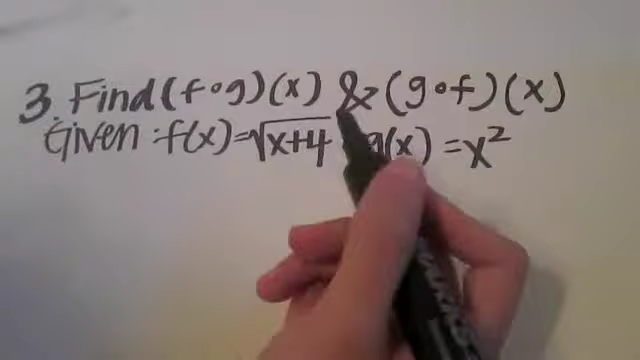 3. Find (f∘g)(x) & (g∘f)(x)
Given: f(x)=√x+4 g(x) = x²